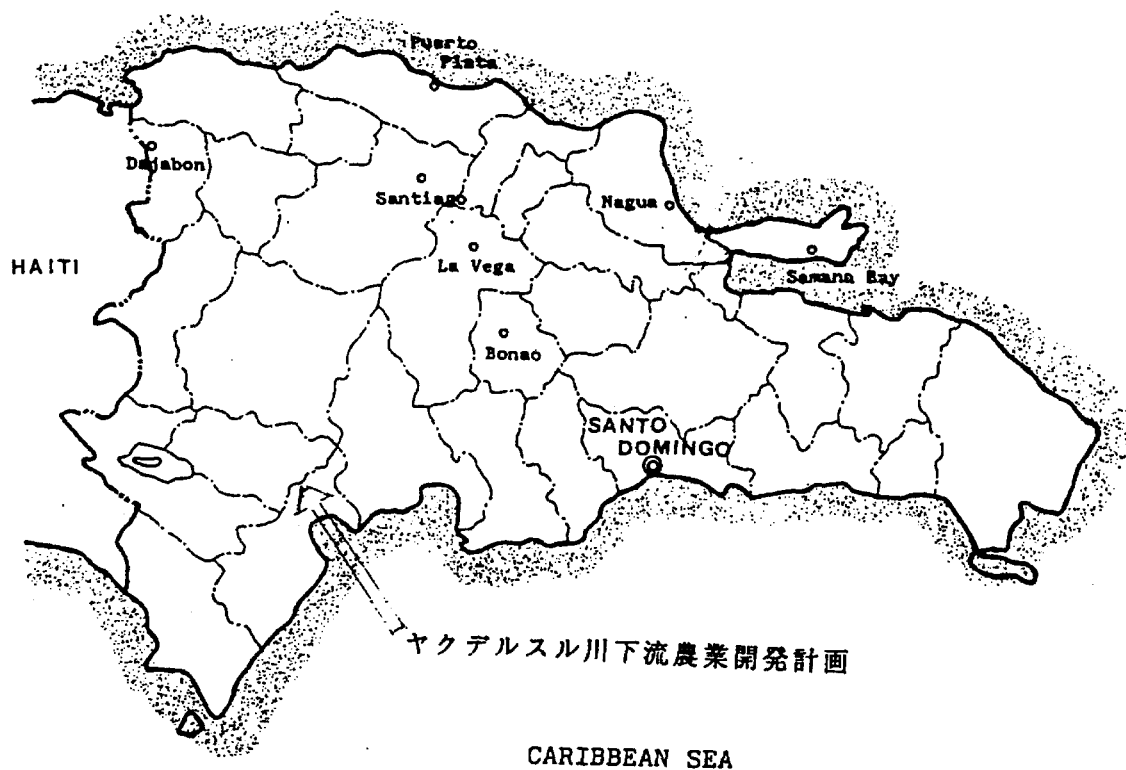 Puerto
Plata
Dajabon
Santiago
Nagua
HAITI
La Vega
Samana Bay
Bonao
SANTO
DOMINGO
ヤクデルスル川下流農業開発計画
CARIBBEAN SEA